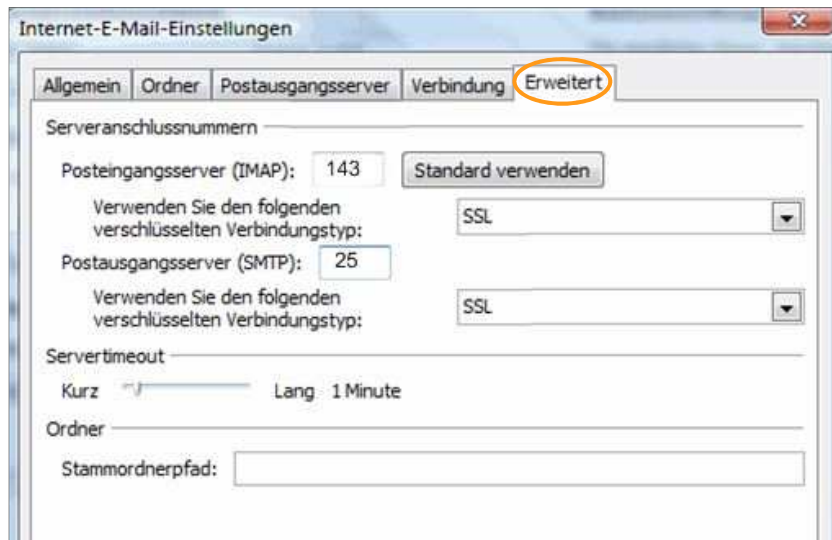 Internet-E-Mail-Einstellungen
Allgemein Ordner Postausgangsserver Verbindung Erweitert
Serveranschlussnummern
Posteingangsserver (IMAP): 143 Standard verwenden
Verwenden Sie den folgenden
verschlüsselten Verbindungstyp: SSL
Postausgangsserver (SMTP): 25
Verwenden Sie den folgenden
verschlüsselten Verbindungstyp: SSL
Servertimeout
Kurz Lang 1 Minute
Ordner
Stammordnerpfad: